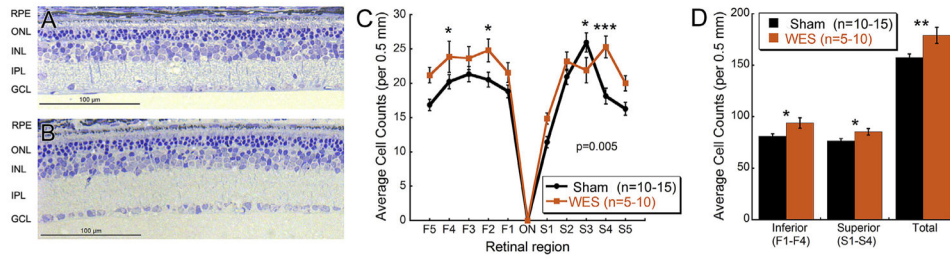 A
RPE
ONL
INL
IPL
GCL
100 µm
B
RPE
ONL
INL
IPL
GCL
100 µm
C
Average Cell Counts (per 0.5 mm)
30
25
20
15
10
5
0
* * * ***
p=0.005
Sham (n=10-15)
WES (n=5-10)
F5 F4 F3 F2 F1 ON S1 S2 S3 S4 S5
Retinal region
D
Average Cell Counts (per 0.5 mm)
200
150
100
50
0
Sham (n=10-15)
WES (n=5-10)
* * **
Inferior Superior Total
(F1-F4) (S1-S4)